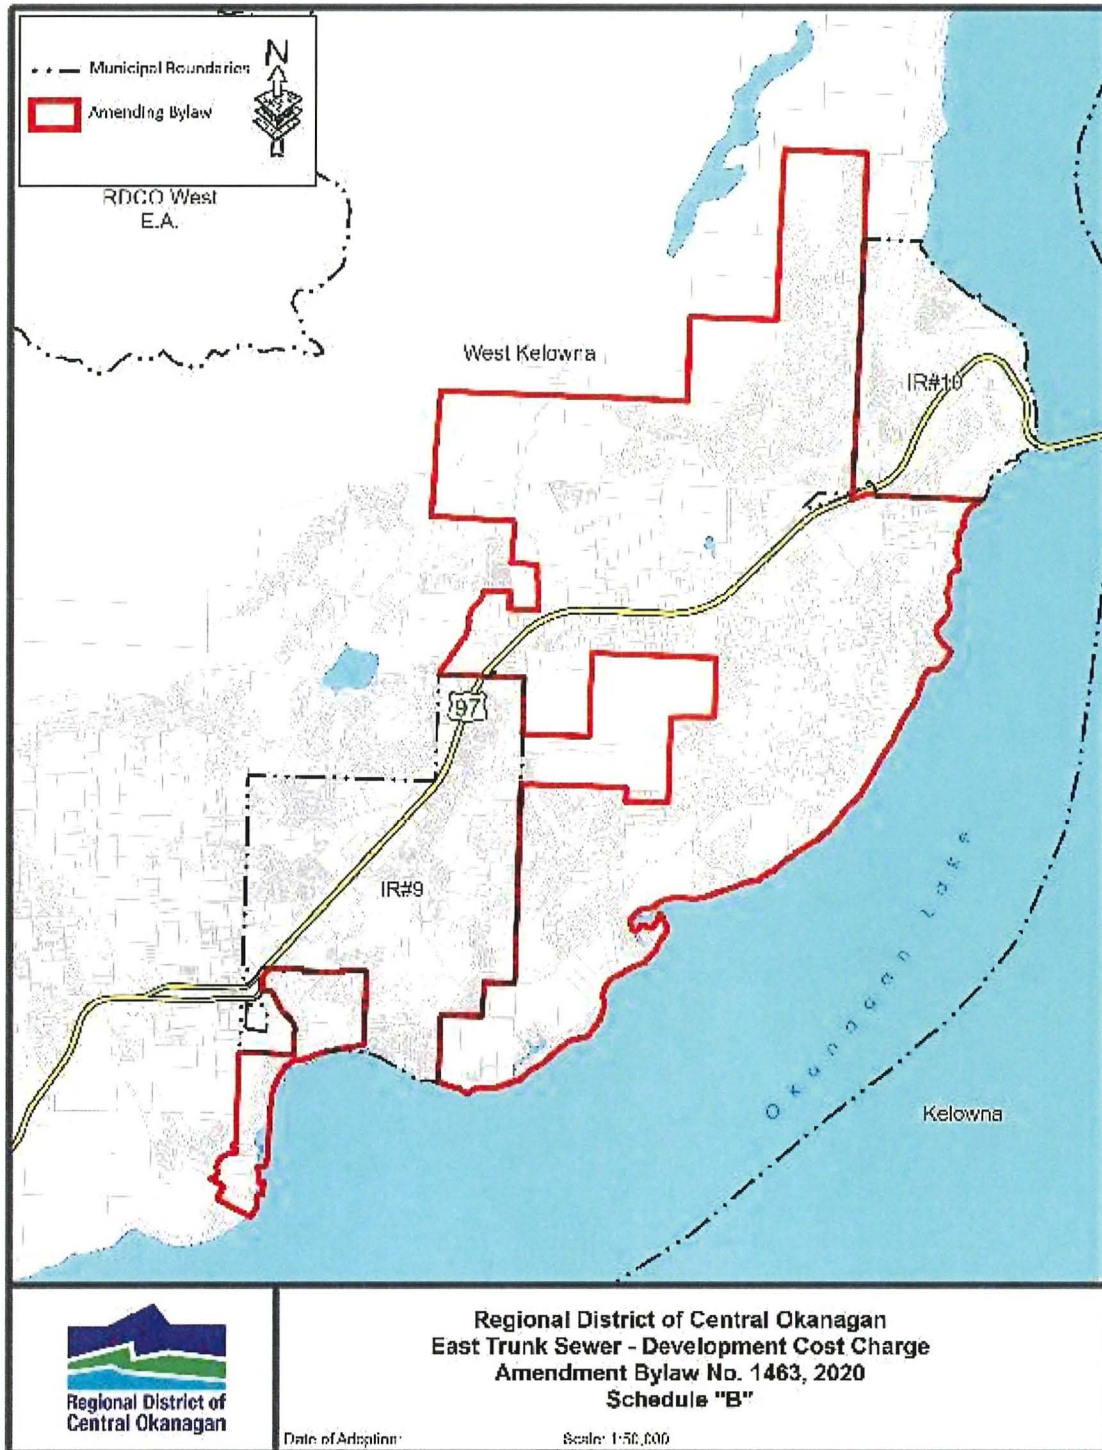 N
Municipal Boundaries
Amending Bylaw
RDCO West
E.A.
West Kelowna
IR#10
97
IR#9
Okanagan Lake
Kelowna
Regional District of Central Okanagan
East Trunk Sewer - Development Cost Charge
Amendment Bylaw No. 1463, 2020
Schedule "B"
Regional District of
Central Okanagan
Date of Adoption:
Scale: 1:50,000